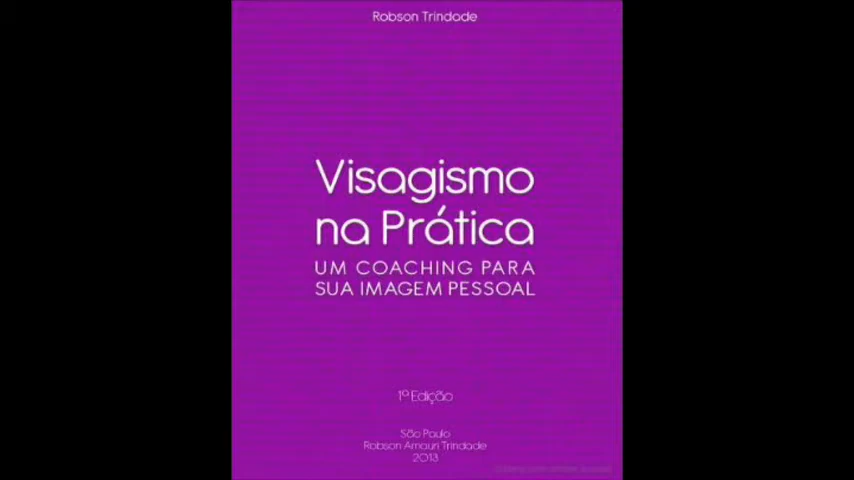 Robson Trindade
Visagismo
na Prática
UM COACHING PARA
SUA IMAGEM PESSOAL
1ª Edição
São Paulo
Robson Amauri Trindade
2013